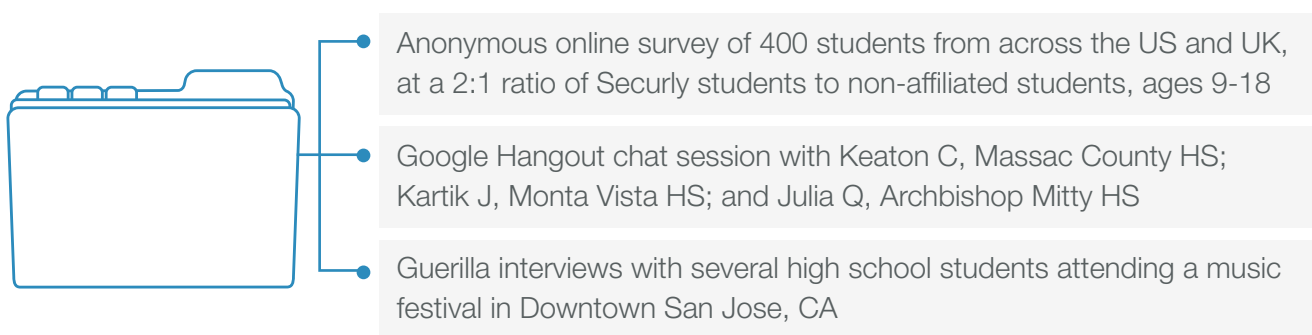 Anonymous online survey of 400 students from across the US and UK,
at a 2:1 ratio of Securly students to non-affiliated students, ages 9-18
Google Hangout chat session with Keaton C, Massac County HS;
Kartik J, Monta Vista HS; and Julia Q, Archbishop Mitty HS
Guerilla interviews with several high school students attending a music
festival in Downtown San Jose, CA